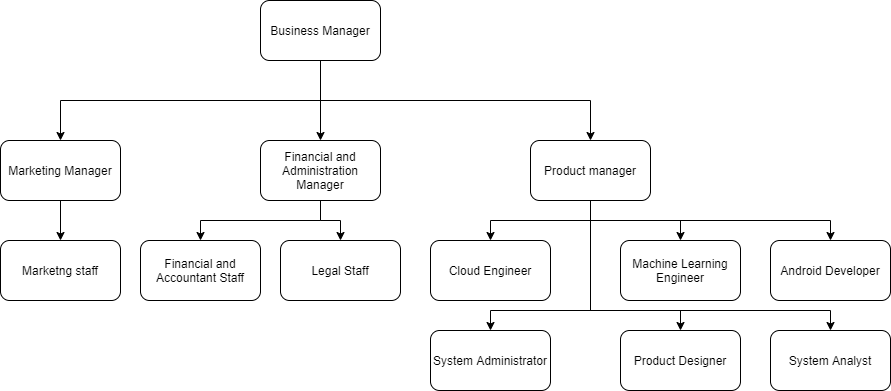 Business Manager
Marketing Manager
Financial and
Administration
Manager
Product manager
Marketng staff
Financial and
Accountant Staff
Legal Staff
Cloud Engineer
Machine Learning
Engineer
Android Developer
System Administrator
Product Designer
System Analyst